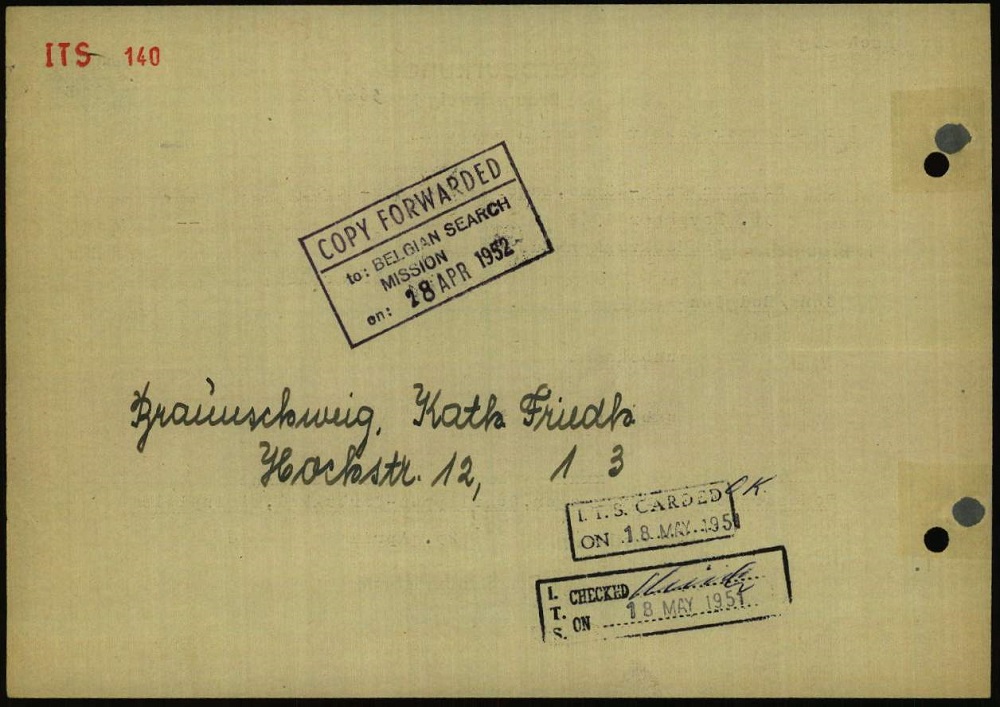 ITS 140
COPY FORWARDED
to: BELGIAN SEARCH
MISSION
on: 28 APR 1952
Braunschweig, Kath Friedh
Hochstr. 12, 1 3
I.T.S. CARDED OK.
ON 18 MAY 1951
I. T. S. CHECKED
ON 18 MAY 1951